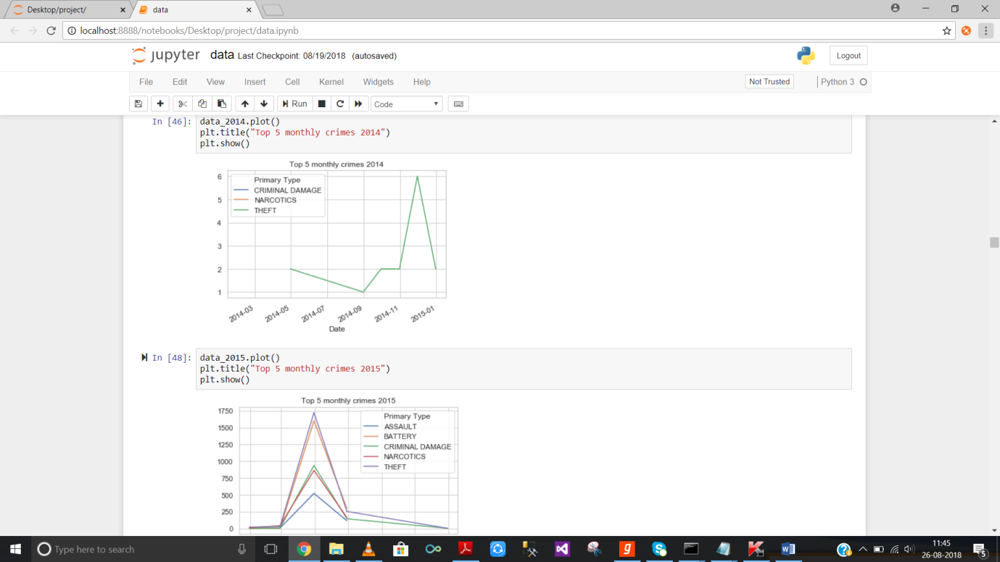 Desktop/project/
data
localhost:8888/notebooks/Desktop/project/data.ipynb
jupyter data Last Checkpoint: 08/19/2018 (autosaved)
Logout
File Edit View Insert Cell Kernel Widgets Help
Not Trusted
Python 3
Run
Code
In [46]: data_2014.plot()
plt.title("Top 5 monthly crimes 2014")
plt.show()
Top 5 monthly crimes 2014
Primary Type
CRIMINAL DAMAGE
NARCOTICS
THEFT
6
5
4
3
2
1
2014-03 2014-05 2014-07 2014-09 2014-11 2015-01
Date
In [48]: data_2015.plot()
plt.title("Top 5 monthly crimes 2015")
plt.show()
Top 5 monthly crimes 2015
Primary Type
ASSAULT
BATTERY
CRIMINAL DAMAGE
NARCOTICS
THEFT
1750
1500
1250
1000
750
500
250
0
Type here to search
11:45
26-08-2018
5